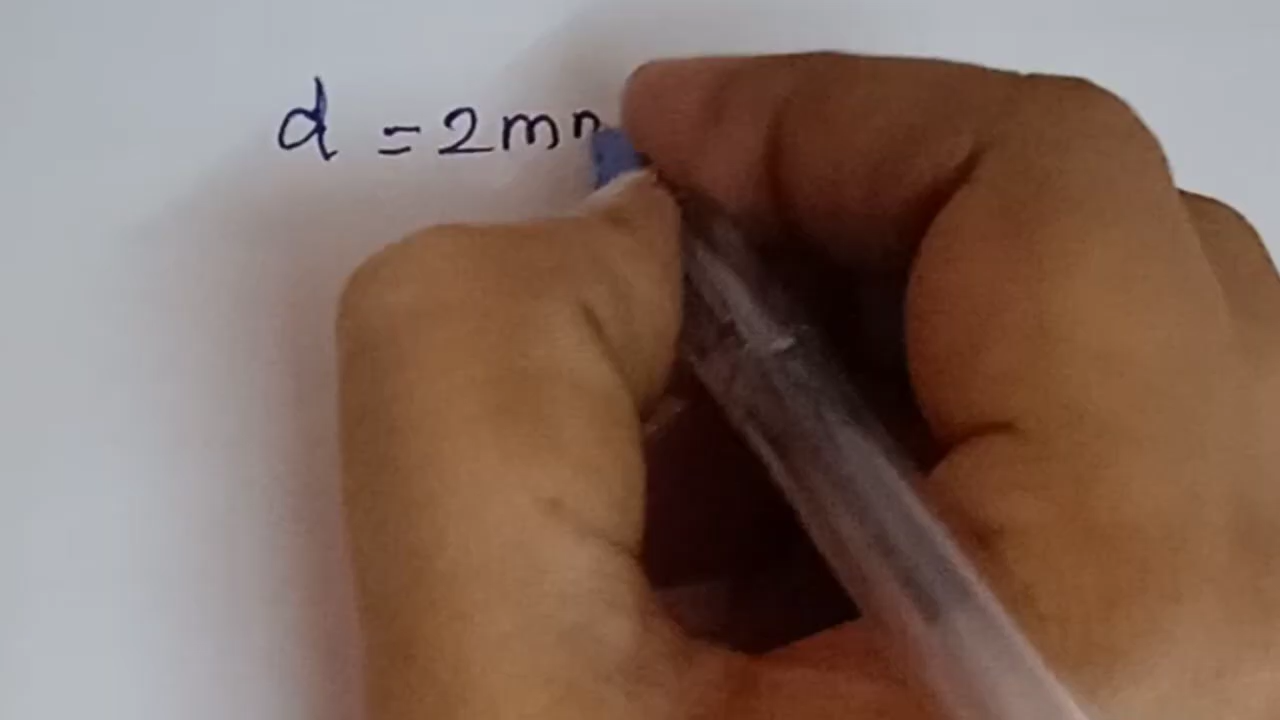 d = 2mn